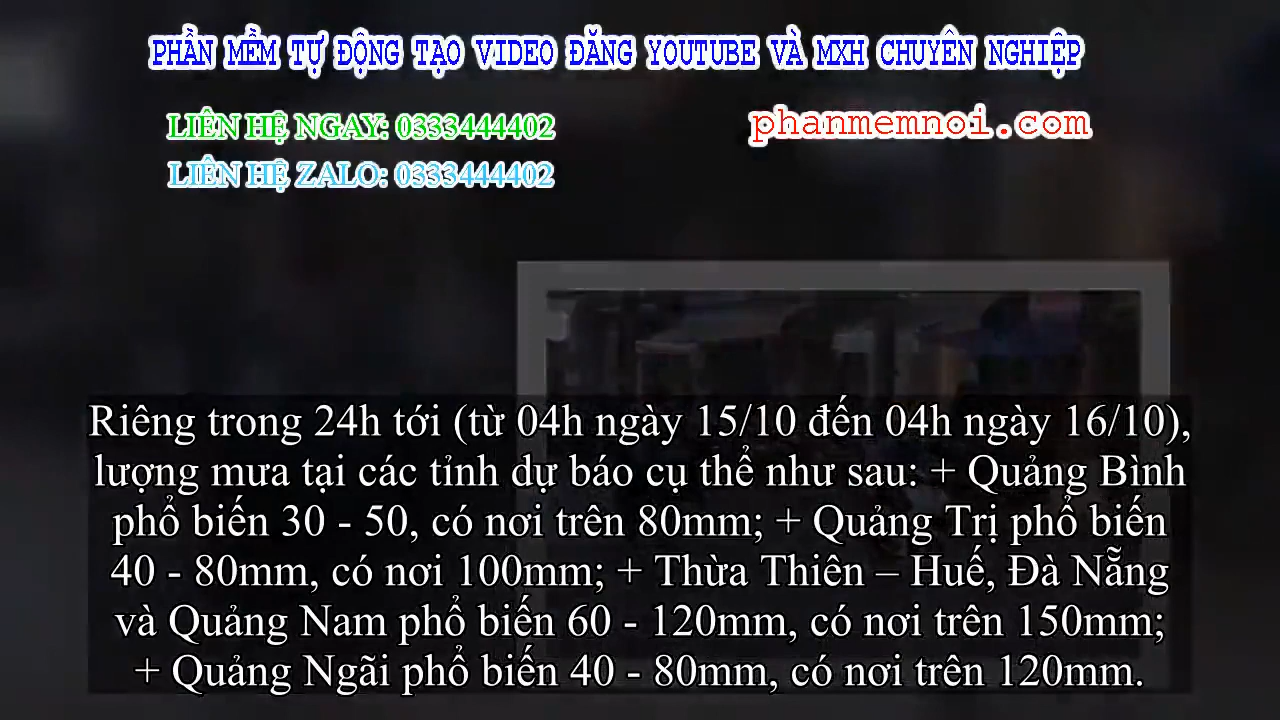 PHẦN MỀM TỰ ĐỘNG TẠO VIDEO ĐĂNG YOUTUBE VÀ MXH CHUYÊN NGHIỆP
LIÊN HỆ NGAY: 0333444402
phanmemnoi.com
LIÊN HỆ ZALO: 0333444402
Riêng trong 24h tới (từ 04h ngày 15/10 đến 04h ngày 16/10),
lượng mưa tại các tỉnh dự báo cụ thể như sau: + Quảng Bình
phổ biến 30 - 50, có nơi trên 80mm; + Quảng Trị phổ biến
40 - 80mm, có nơi 100mm; + Thừa Thiên – Huế, Đà Nẵng
và Quảng Nam phổ biến 60 - 120mm, có nơi trên 150mm;
+ Quảng Ngãi phổ biến 40 - 80mm, có nơi trên 120mm.